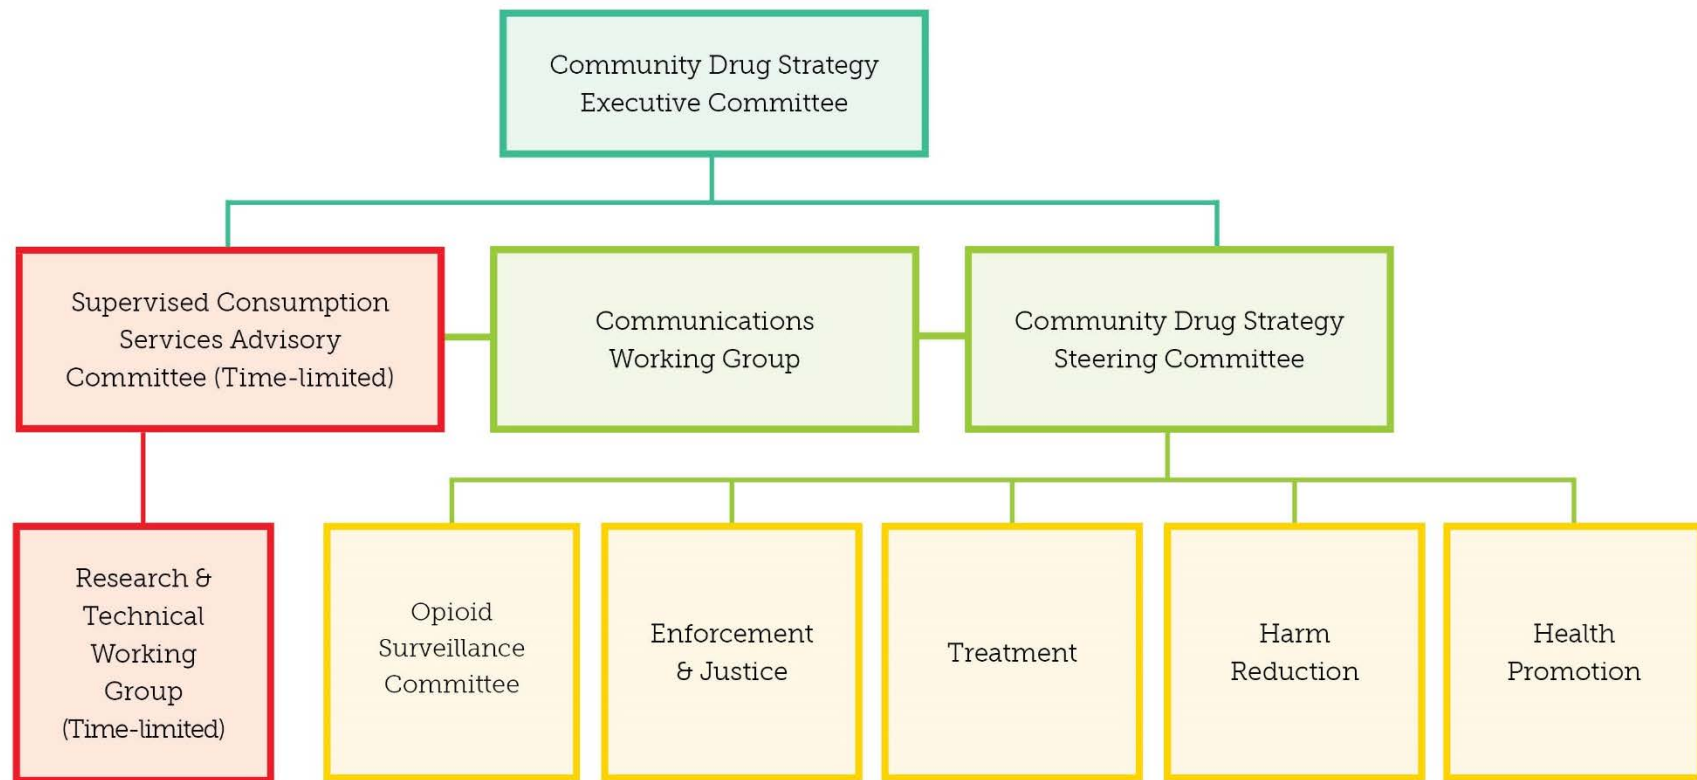 Community Drug Strategy
Executive Committee
Supervised Consumption
Services Advisory
Committee (Time-limited)
Communications
Working Group
Community Drug Strategy
Steering Committee
Research &
Technical
Working
Group
(Time-limited)
Opioid
Surveillance
Committee
Enforcement
& Justice
Treatment
Harm
Reduction
Health
Promotion